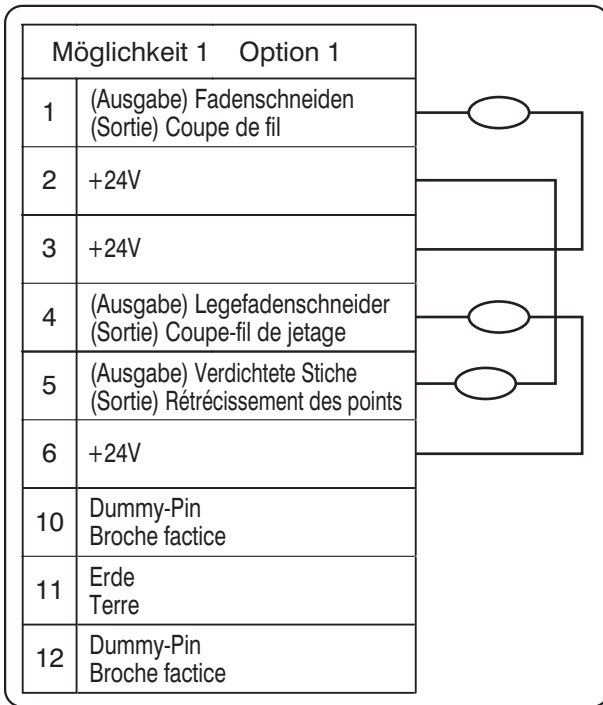 Möglichkeit 1 Option 1
1 (Ausgabe) Fadenschneiden
(Sortie) Coupe de fil
2 +24V
3 +24V
4 (Ausgabe) Legefadenschneider
(Sortie) Coupe-fil de jetage
5 (Ausgabe) Verdichtete Stiche
(Sortie) Rétrécissement des points
6 +24V
10 Dummy-Pin
Broche factice
11 Erde
Terre
12 Dummy-Pin
Broche factice